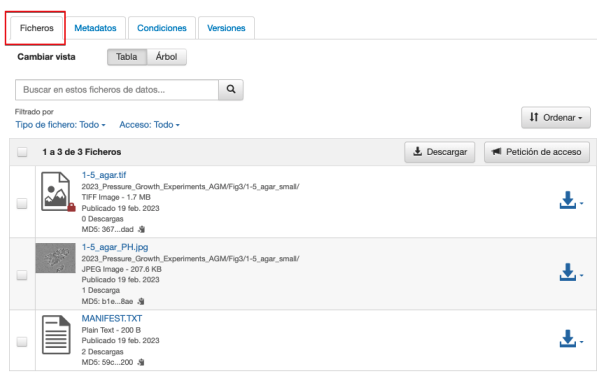 Ficheros Metadatos Condiciones Versiones
Cambiar vista Tabla Árbol
Buscar en estos ficheros de datos...
Filtrado por
Tipo de fichero: Todo Acceso: Todo
Ordenar
1 a 3 de 3 Ficheros Descargar Petición de acceso
1-5_agar.tif
2023_Pressure_Growth_Experiments_AGM/Fig3/1-5_agar_small/
TIFF Image - 1.7 MB
Publicado 19 feb. 2023
0 Descargas
MD5: 367...dad
1-5_agar_PH.jpg
2023_Pressure_Growth_Experiments_AGM/Fig3/1-5_agar_small/
JPEG Image - 207.6 KB
Publicado 19 feb. 2023
1 Descarga
MD5: b1e...8ae
MANIFEST.TXT
Plain Text - 200 B
Publicado 19 feb. 2023
2 Descargas
MD5: 59c...200